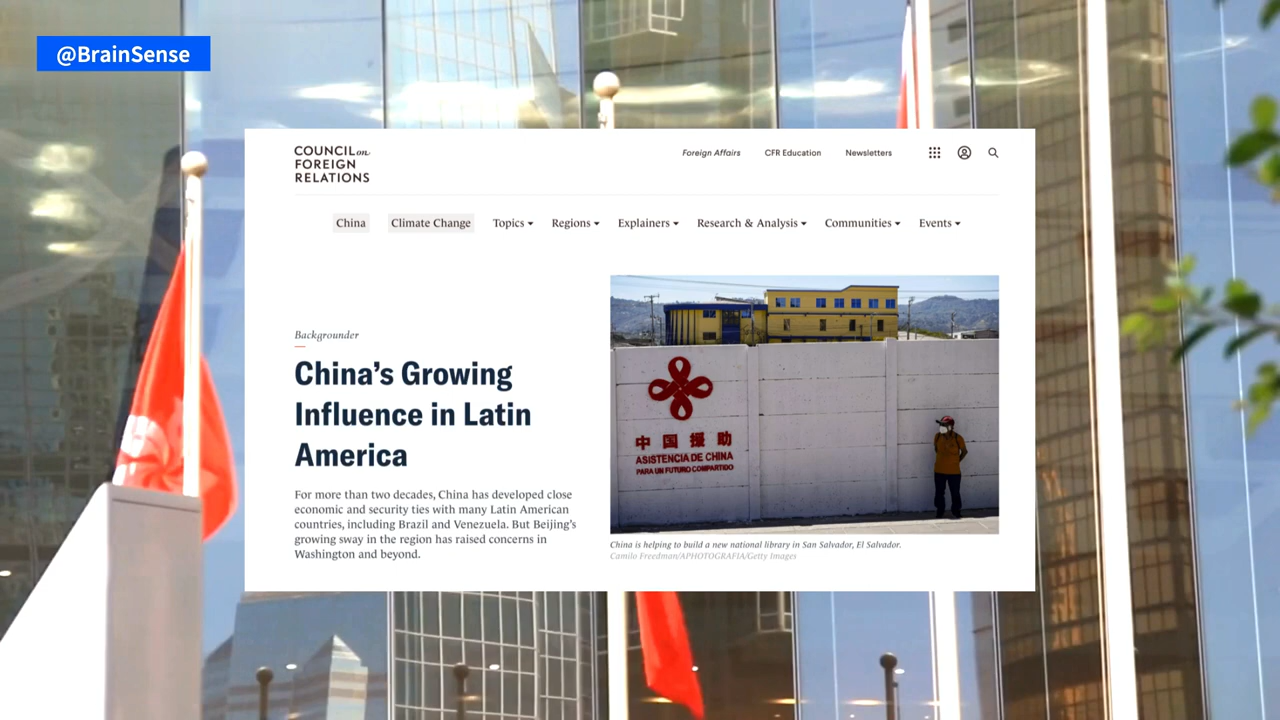 @BrainSense
COUNCIL on
FOREIGN
RELATIONS
Foreign Affairs CFR Education Newsletters
China Climate Change Topics Regions Explainers Research & Analysis Communities Events
Backgrounder
China's Growing
Influence in Latin
America
For more than two decades, China has developed close
economic and security ties with many Latin American
countries, including Brazil and Venezuela. But Beijing's
growing sway in the region has raised concerns in
Washington and beyond.
中国援助
ASISTENCIA DE CHINA
PARA UN FUTURO COMPARTIDO
China is helping to build a new national library in San Salvador, El Salvador.
Camilo Freedman/APHOTOGRAFIA/Getty Images